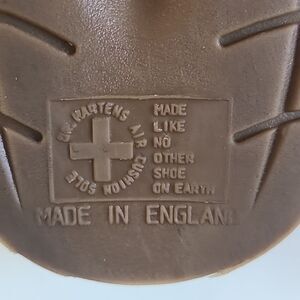 DR. MARTENS AIR CUSHION SOLE
MADE
LIKE
NO
OTHER
SHOE
ON EARTH
MADE IN ENGLAND